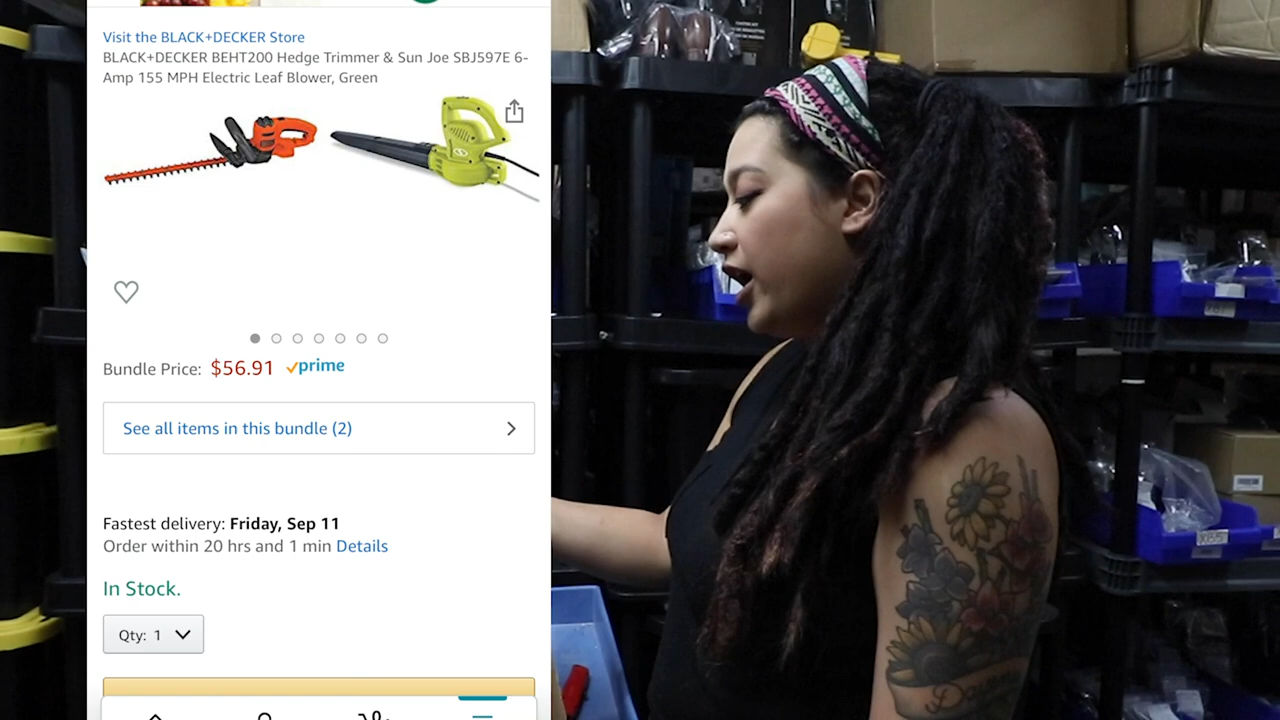 Visit the BLACK+DECKER Store
BLACK+DECKER BEHT200 Hedge Trimmer & Sun Joe SBJ597E 6-
Amp 155 MPH Electric Leaf Blower, Green
Bundle Price: $56.91 prime
See all items in this bundle (2)
Fastest delivery: Friday, Sep 11
Order within 20 hrs and 1 min Details
In Stock.
Qty: 1